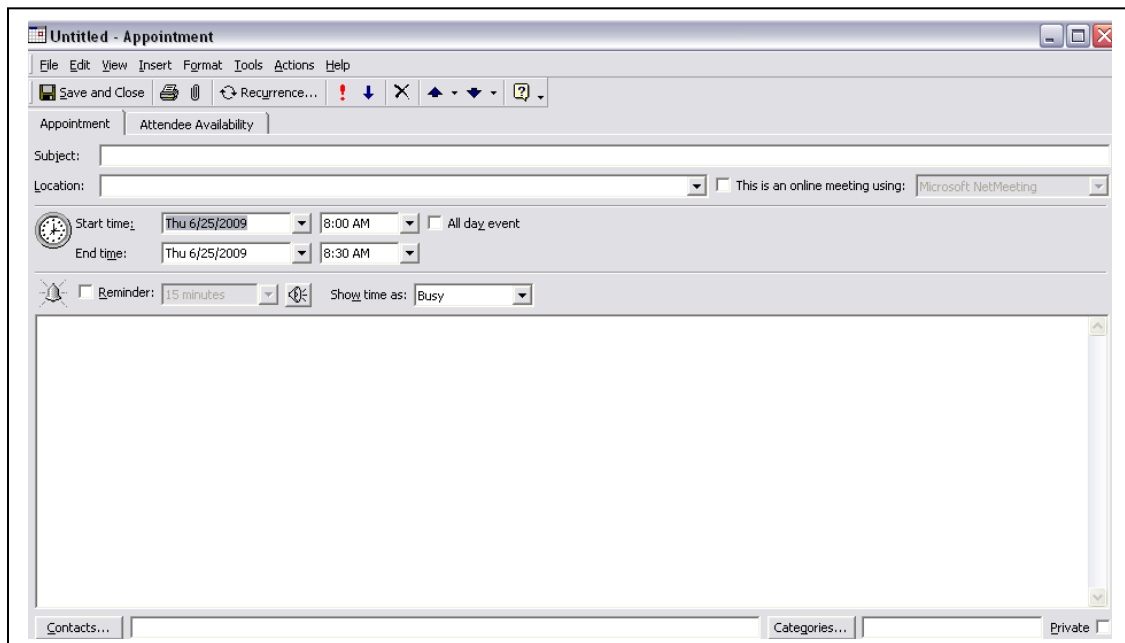 Untitled - Appointment
File Edit View Insert Format Tools Actions Help
Save and Close Recurrence...
Appointment Attendee Availability
Subject:
Location: This is an online meeting using: Microsoft NetMeeting
Start time: Thu 6/25/2009 8:00 AM All day event
End time: Thu 6/25/2009 8:30 AM
Reminder: 15 minutes Show time as: Busy
Contacts... Categories... Private